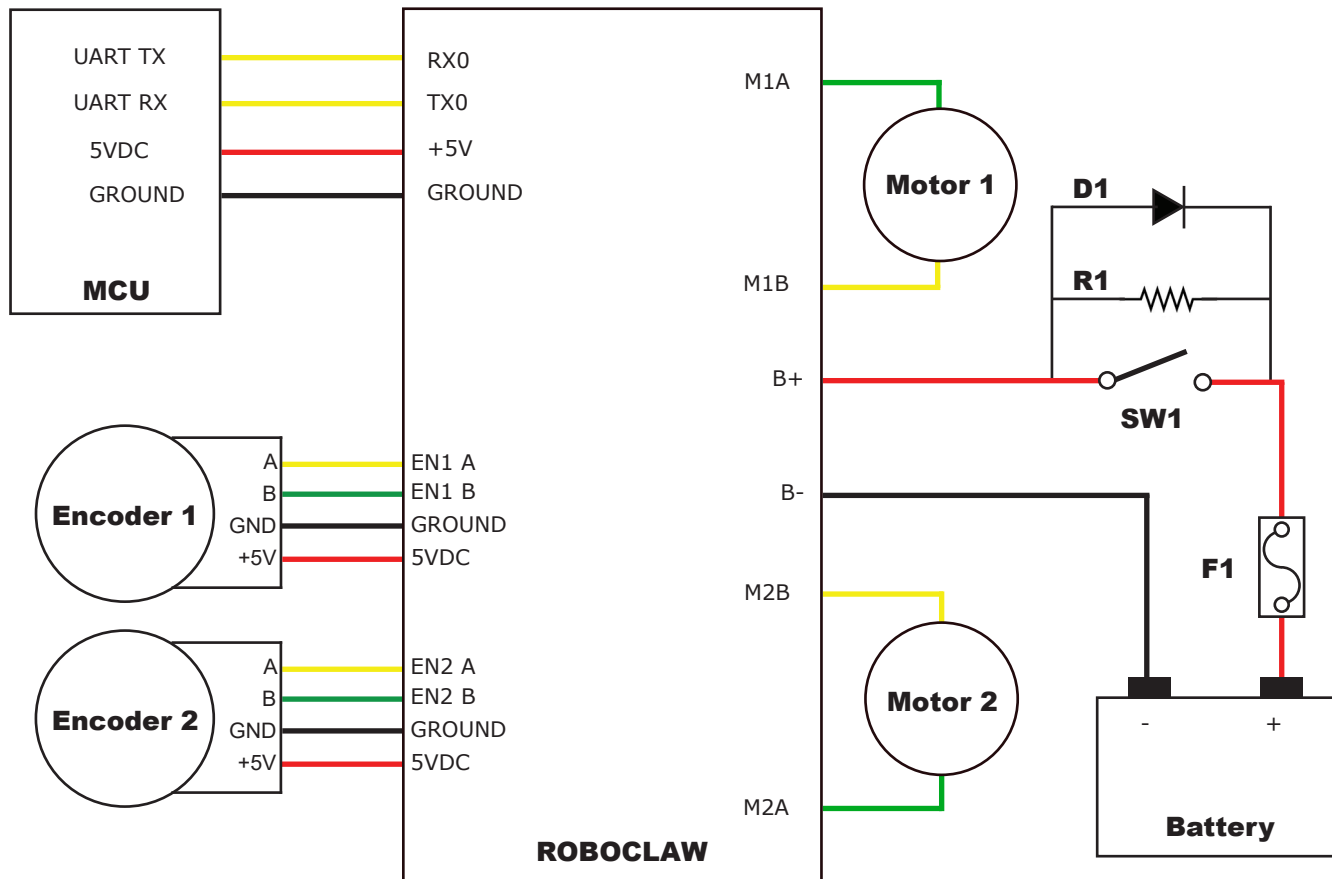 UART TX
UART RX
5VDC
GROUND
MCU
RX0
TX0
+5V
GROUND
M1A
Motor 1
M1B
D1
R1
B+
SW1
B-
F1
A
B
GND
+5V
Encoder 1
EN1 A
EN1 B
GROUND
5VDC
A
B
GND
+5V
Encoder 2
EN2 A
EN2 B
GROUND
5VDC
M2B
Motor 2
M2A
- +
Battery
ROBOCLAW